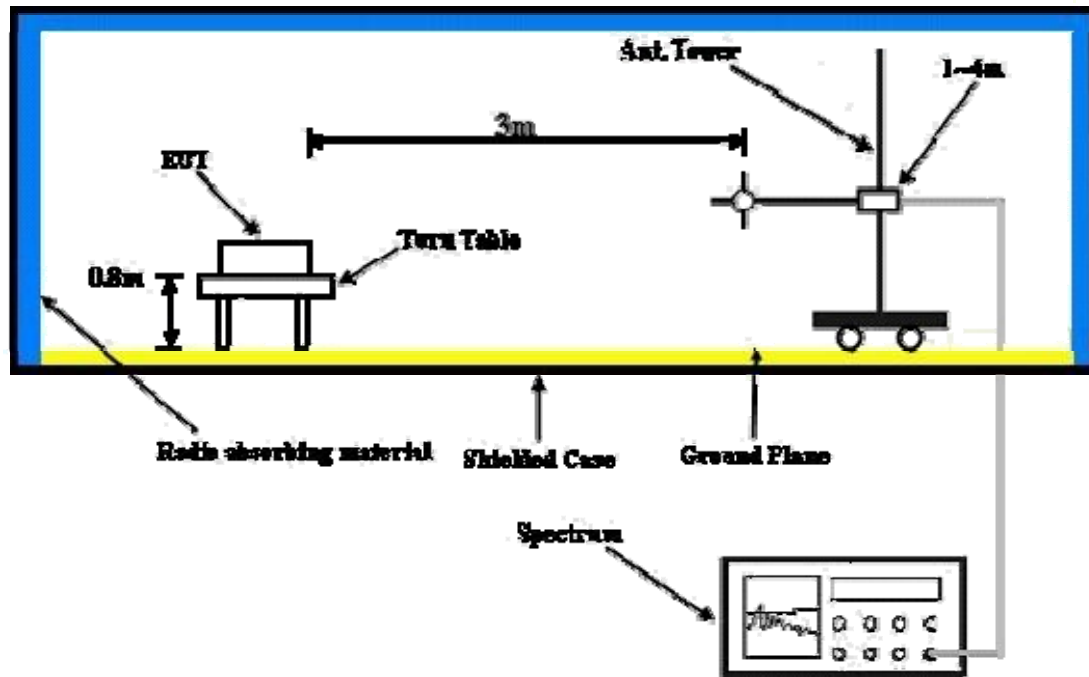 Ant. Tower
1~4m
3m
EUT
Turn Table
0.8m
Radio absorbing material
Shielded Case
Ground Plane
Spectrum